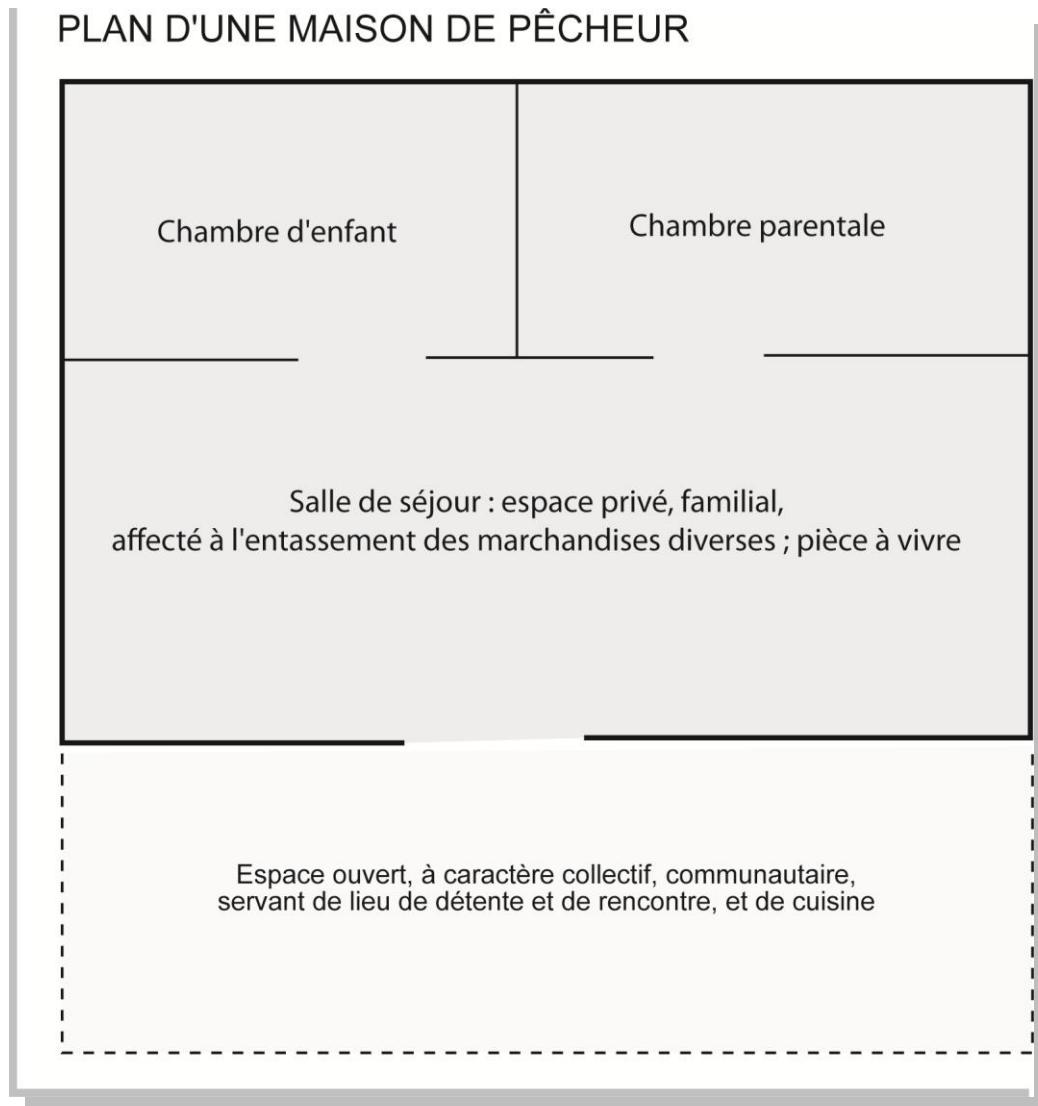 PLAN D'UNE MAISON DE PÊCHEUR
Chambre d'enfant
Chambre parentale
Salle de séjour : espace privé, familial,
affecté à l'entassement des marchandises diverses ; pièce à vivre
Espace ouvert, à caractère collectif, communautaire,
servant de lieu de détente et de rencontre, et de cuisine